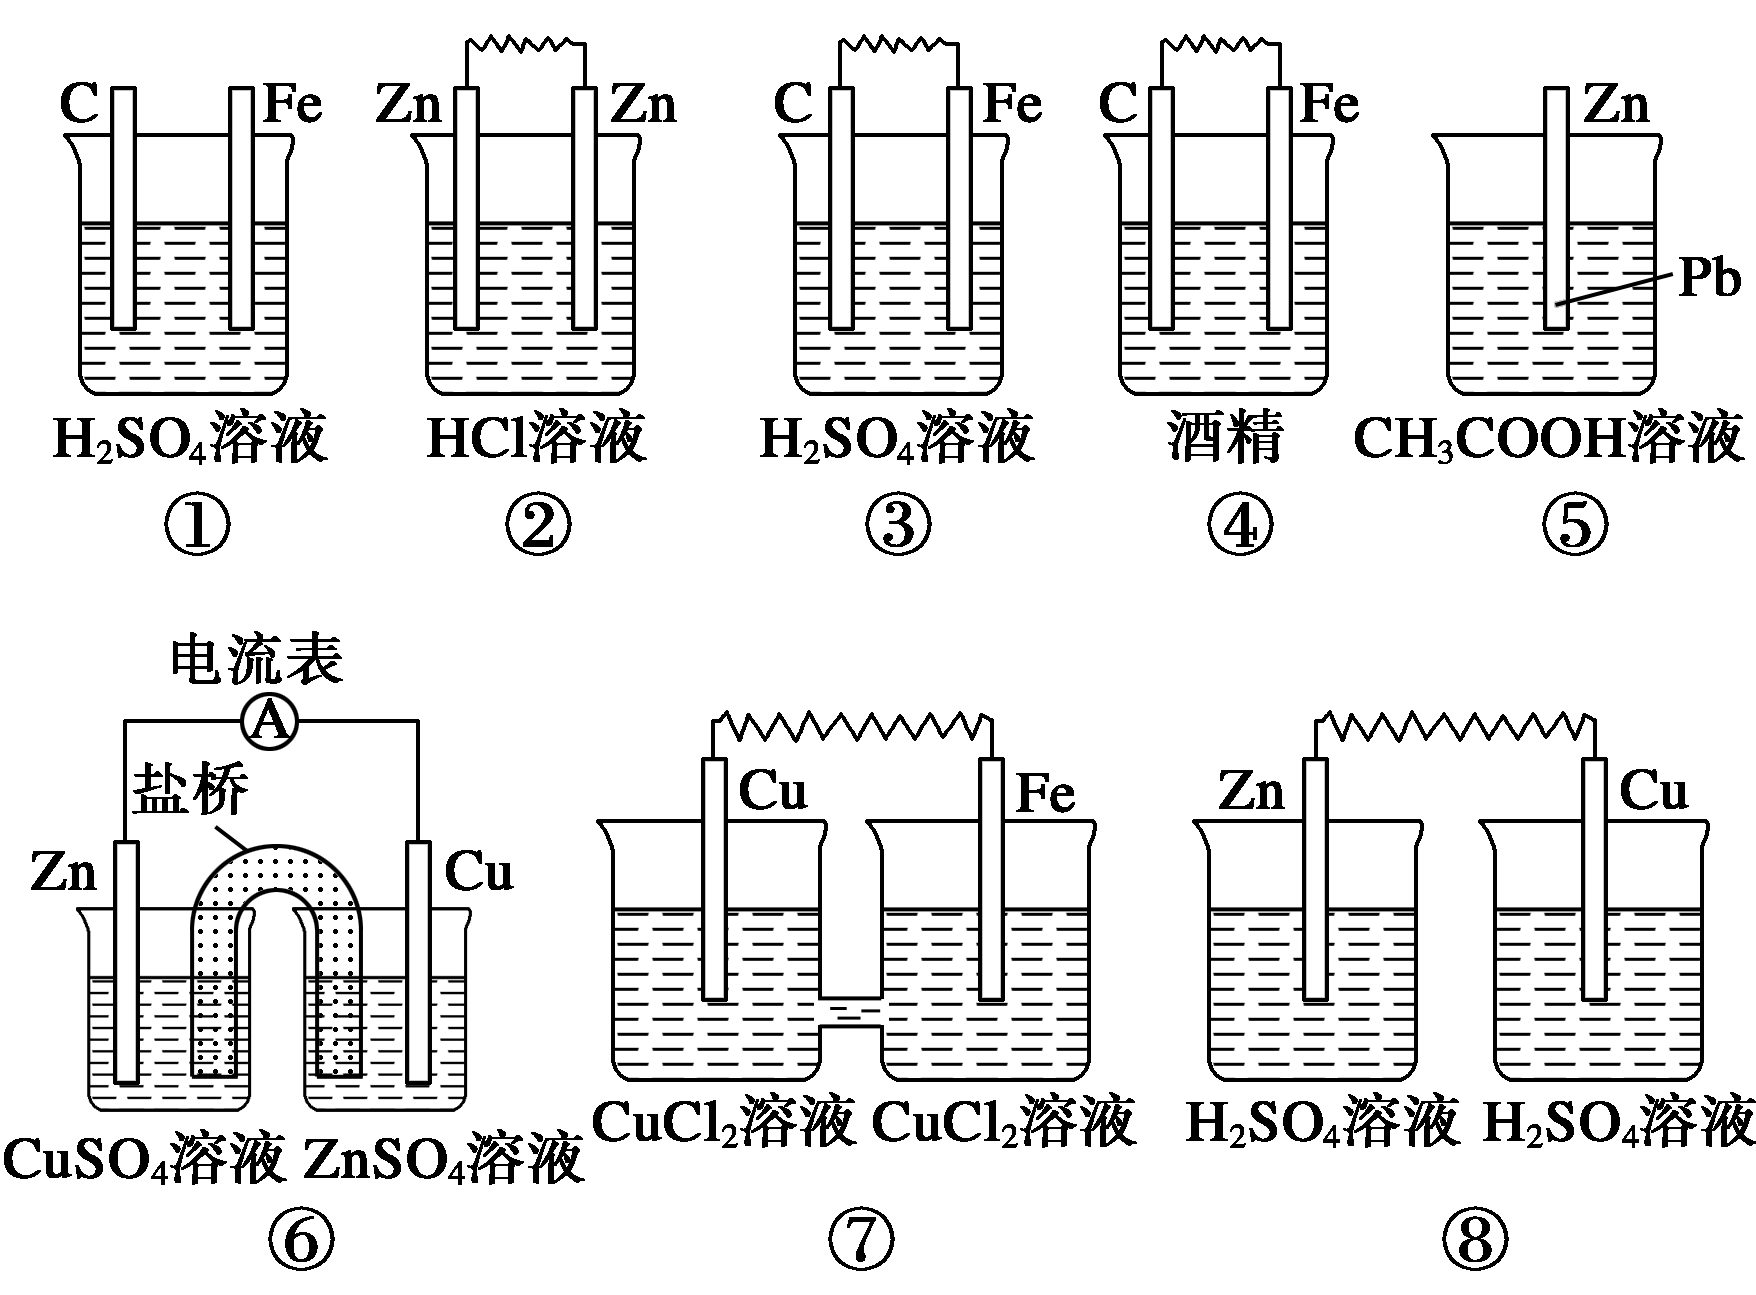 C Fe Zn Zn C Fe C Fe Zn
Pb
H₂SO₄溶液 HCl溶液 H₂SO₄溶液 酒精 CH₃COOH溶液
① ② ③ ④ ⑤
电流表
A
盐桥
Zn Cu Cu Fe Zn Cu
CuSO₄溶液 ZnSO₄溶液 CuCl₂溶液 CuCl₂溶液 H₂SO₄溶液 H₂SO₄溶液
⑥ ⑦ ⑧